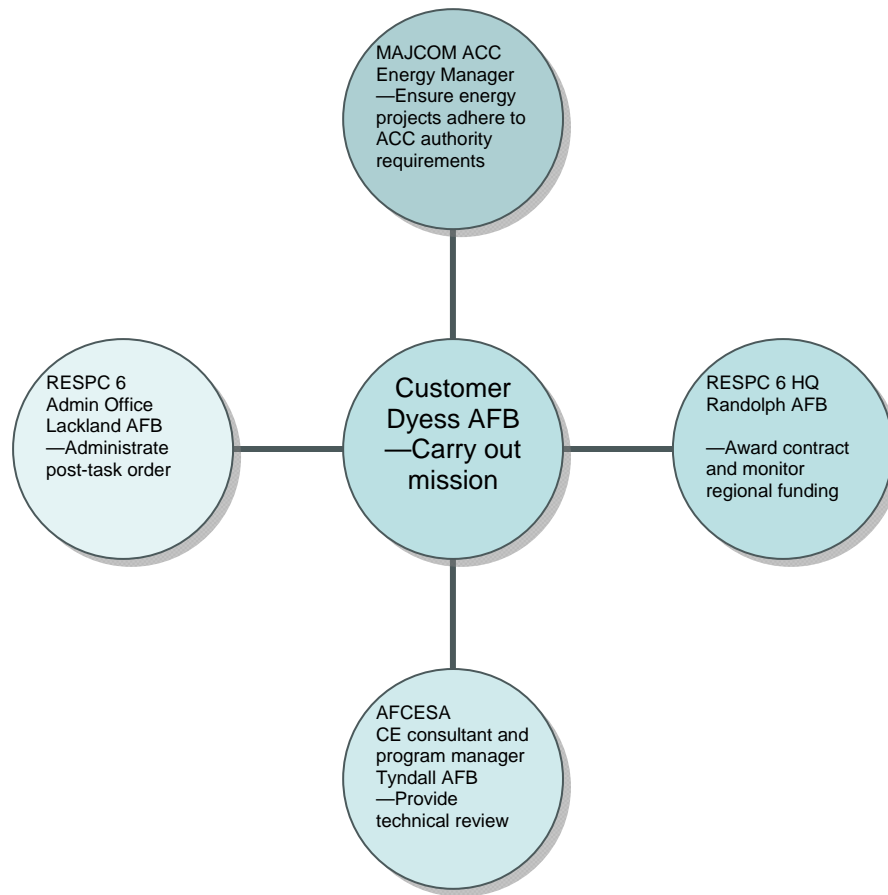 MAJCOM ACC
Energy Manager
—Ensure energy
projects adhere to
ACC authority
requirements
RESPC 6
Admin Office
Lackland AFB
—Administrate
post-task order
Customer
Dyess AFB
—Carry out
mission
RESPC 6 HQ
Randolph AFB
—Award contract
and monitor
regional funding
AFCESA
CE consultant and
program manager
Tyndall AFB
—Provide
technical review